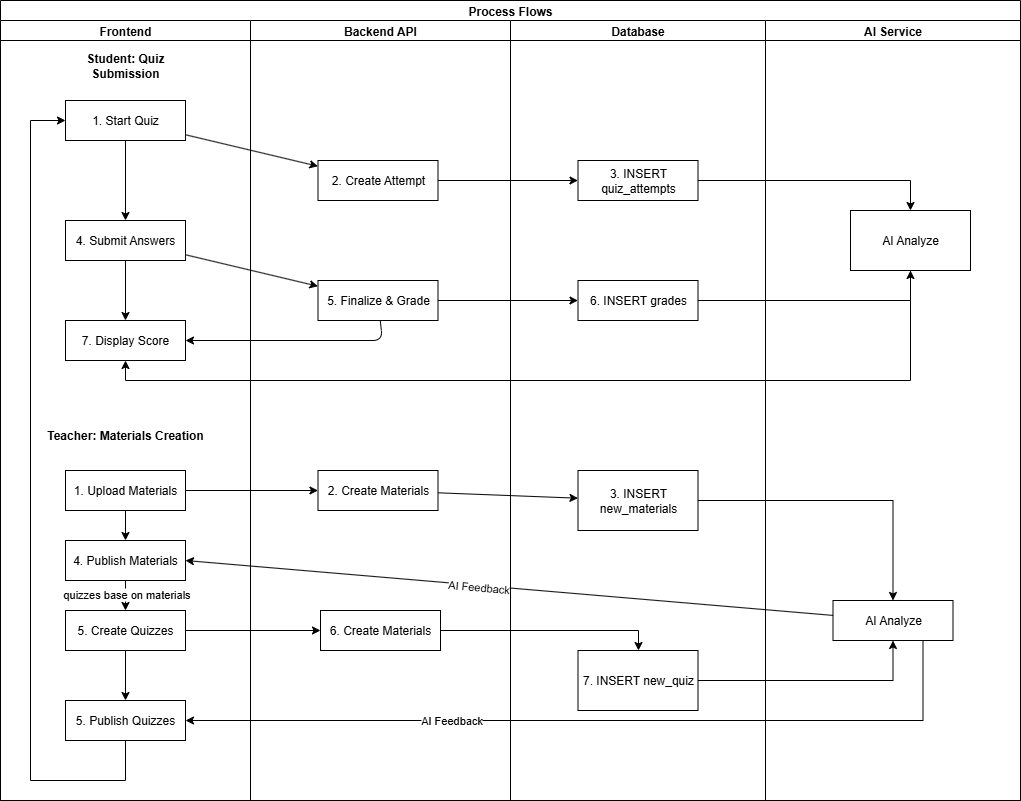 Process Flows
Frontend
Backend API
Database
AI Service
Student: Quiz
Submission
1. Start Quiz
2. Create Attempt
3. INSERT
quiz_attempts
4. Submit Answers
AI Analyze
5. Finalize & Grade
6. INSERT grades
7. Display Score
Teacher: Materials Creation
1. Upload Materials
2. Create Materials
3. INSERT
new_materials
4. Publish Materials
AI Feedback
quizzes base on materials
5. Create Quizzes
6. Create Materials
AI Analyze
7. INSERT new_quiz
5. Publish Quizzes
AI Feedback